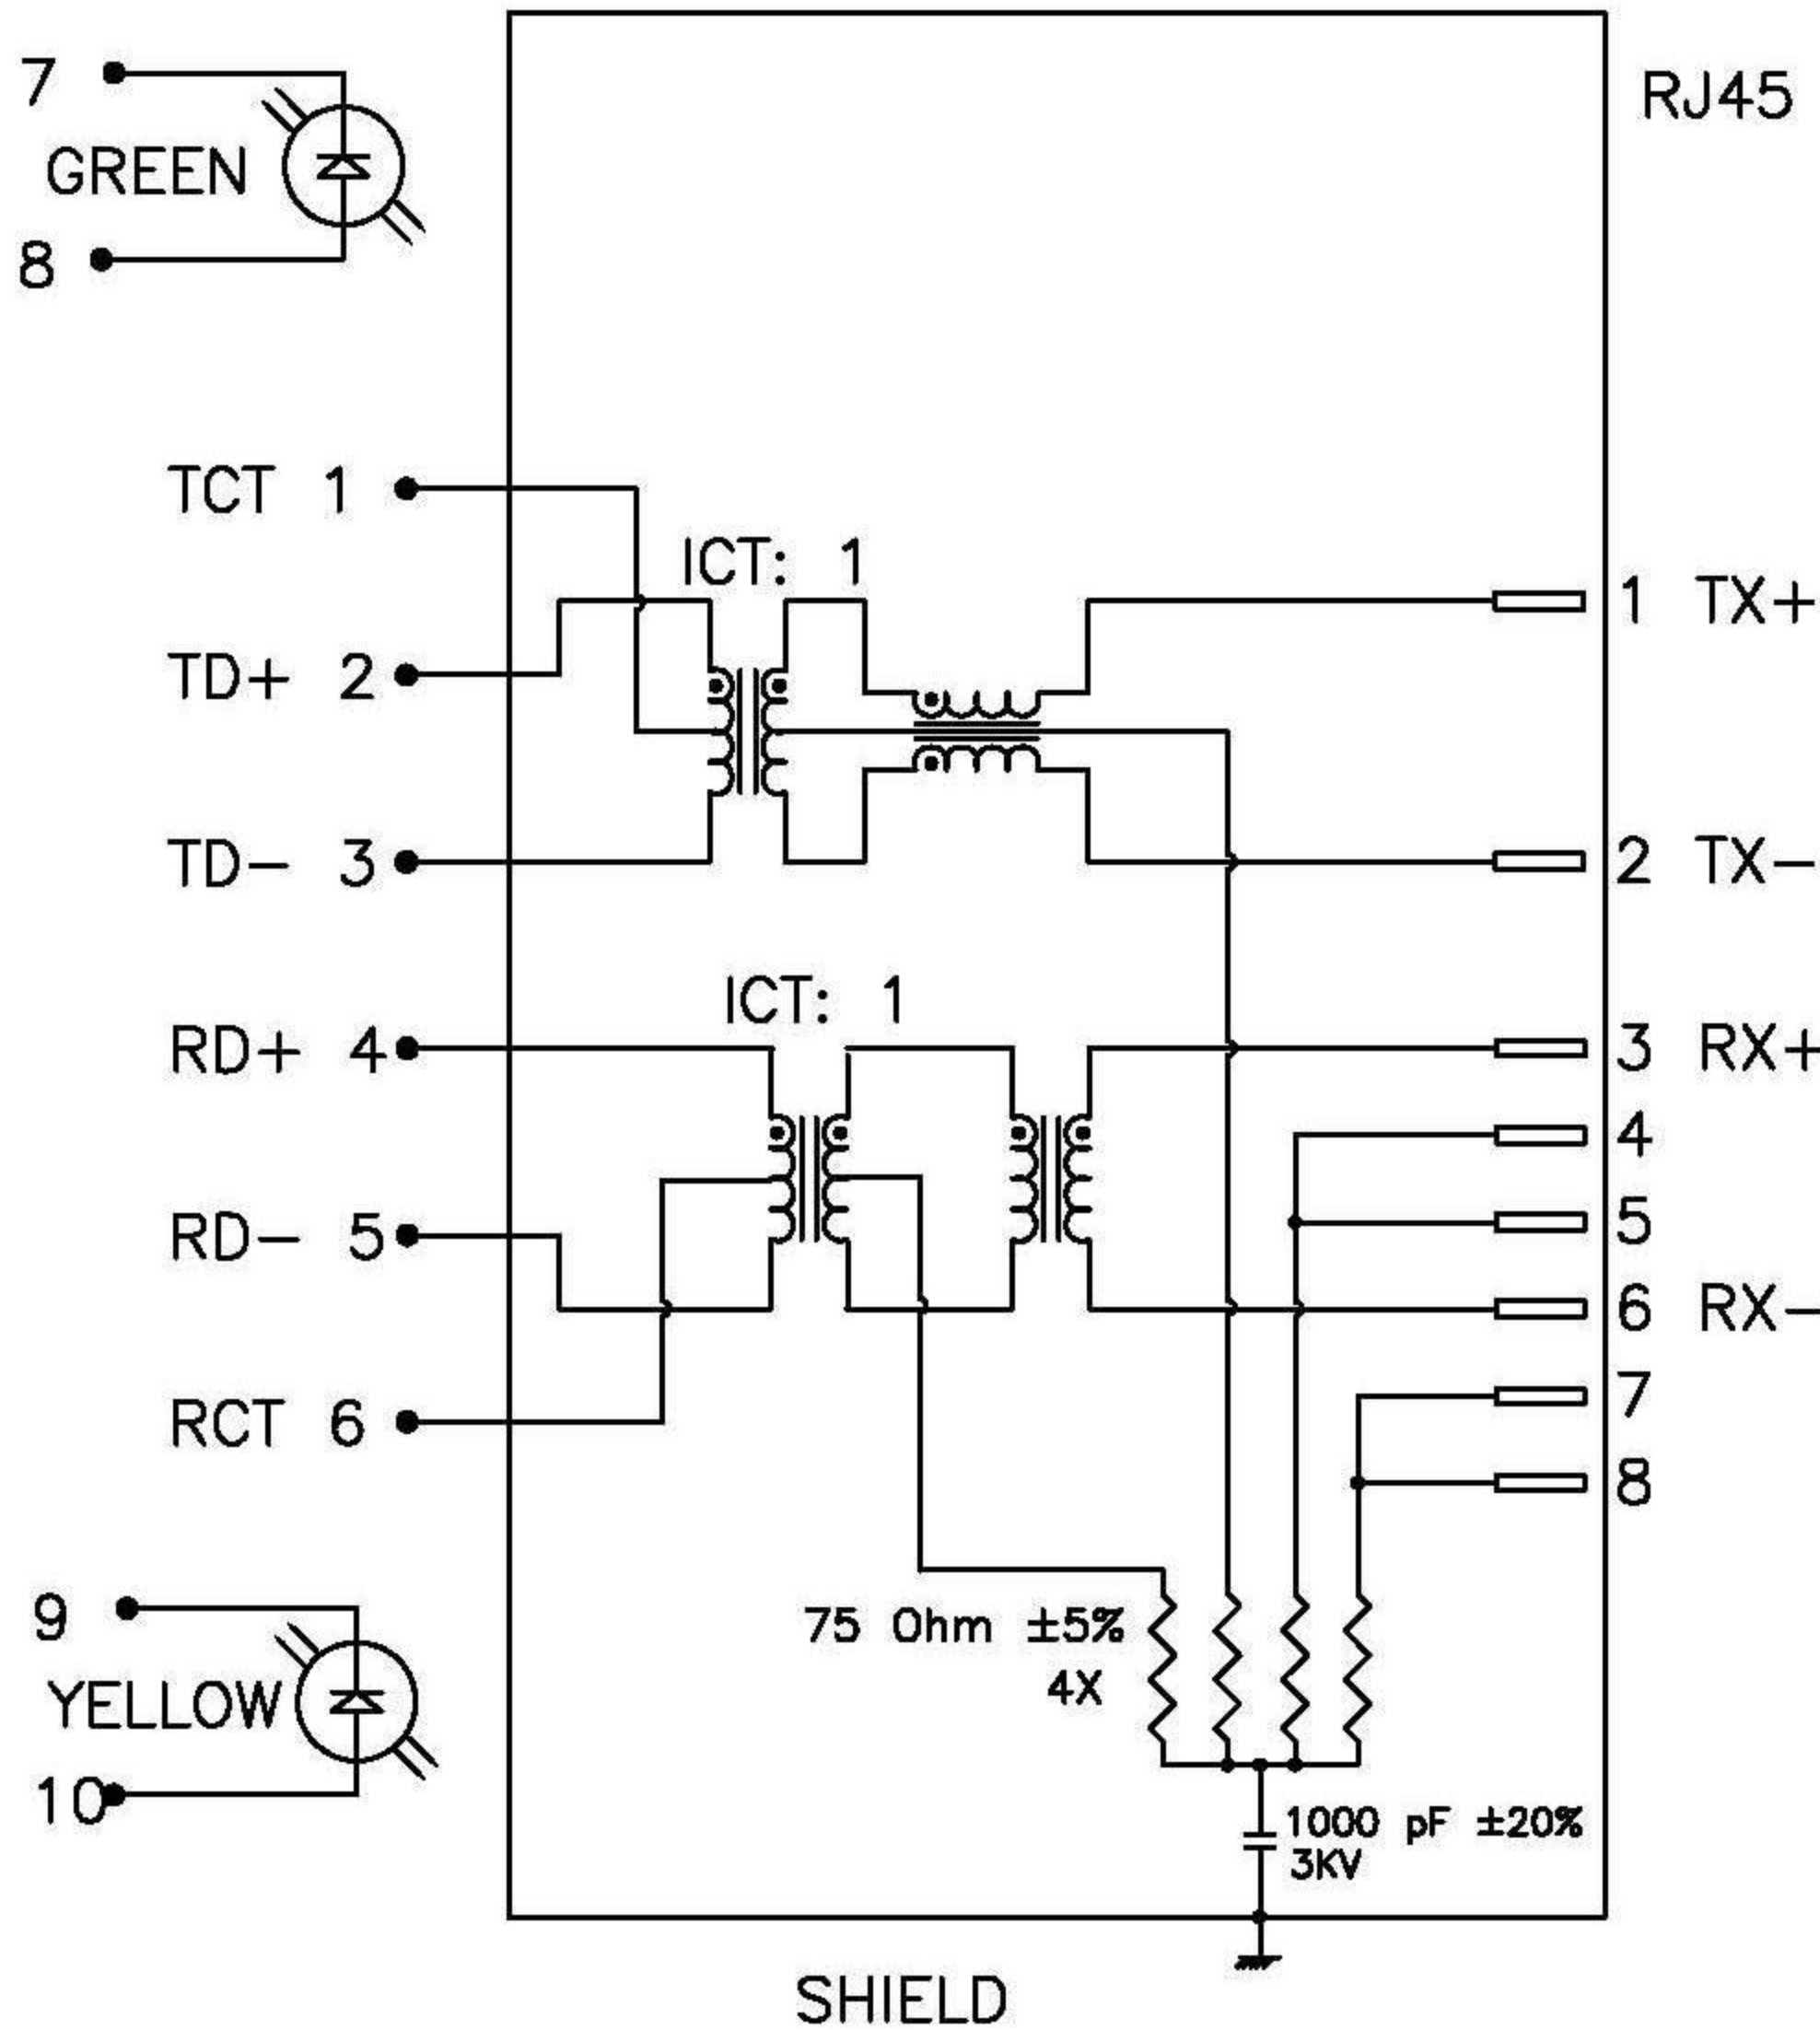 RJ45
7
GREEN
8
TCT 1
ICT: 1
1 TX+
TD+ 2
TD- 3
2 TX-
ICT: 1
RD+ 4
3 RX+
4
RD- 5
5
6 RX-
RCT 6
7
8
9
YELLOW
10
75 Ohm ±5%
4X
1000 pF ±20%
3KV
SHIELD